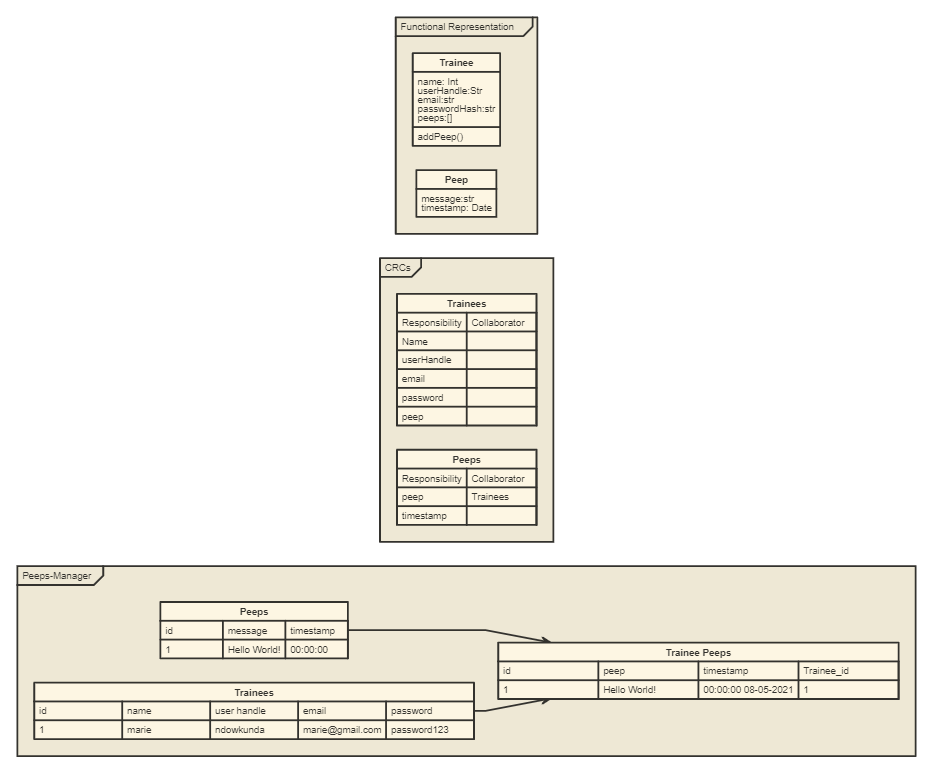 Functional Representation
Trainee
name: Int
userHandle:Str
email:str
passwordHash:str
peeps:[]
addPeep()
Peep
message:str
timestamp: Date
CRCs
Trainees
Responsibility Collaborator
Name
userHandle
email
password
peep
Peeps
Responsibility Collaborator
peep Trainees
timestamp
Peeps-Manager
Peeps
id message timestamp
1 Hello World! 00:00:00
Trainee Peeps
id peep timestamp Trainee_id
1 Hello World! 00:00:00 08-05-2021 1
Trainees
id name user handle email password
1 marie ndowkunda marie@gmail.com password123